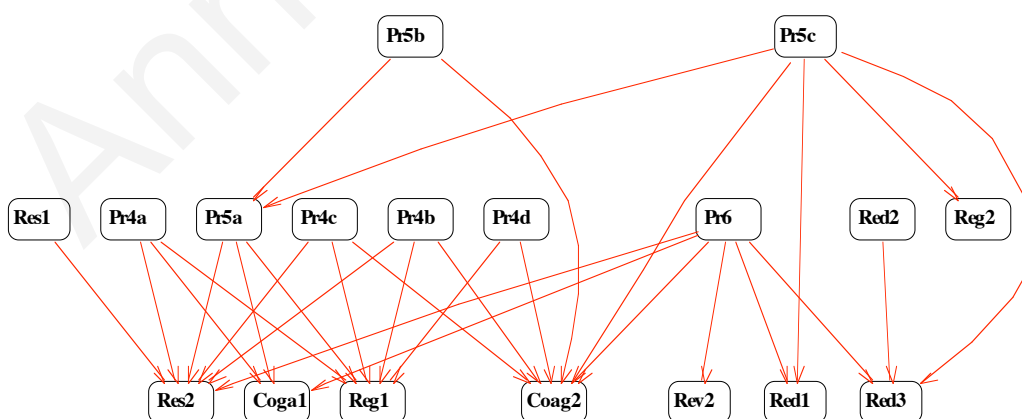 Pr5b Pr5c
Res1 Pr4a Pr5a Pr4c Pr4b Pr4d Pr6 Red2 Reg2
Res2 Coga1 Reg1 Coag2 Rev2 Red1 Red3